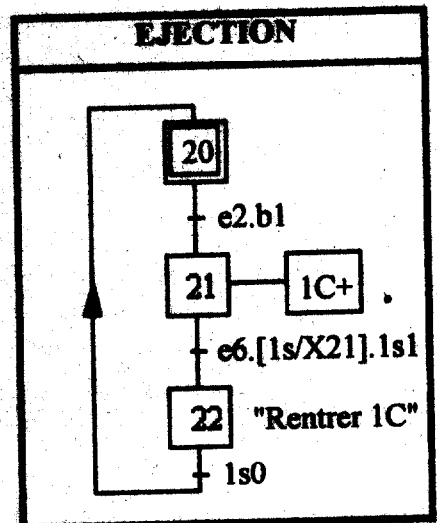 EJECTION
20
e2.b1
21 1C+
e6.[1s/X21].1s1
22 "Rentrer 1C"
1s0